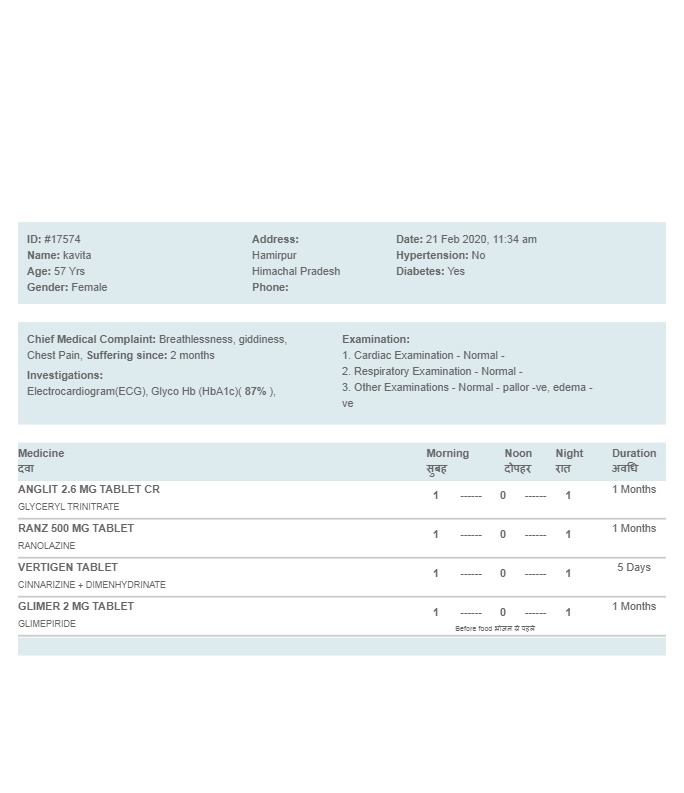 ID: #17574
Name: kavita
Age: 57 Yrs
Gender: Female
Address:
Hamirpur
Himachal Pradesh
Phone:
Date: 21 Feb 2020, 11:34 am
Hypertension: No
Diabetes: Yes
Chief Medical Complaint: Breathlessness, giddiness,
Chest Pain, Suffering since: 2 months
Investigations:
Electrocardiogram(ECG), Glyco Hb (HbA1c)( 87% ),
Examination:
1. Cardiac Examination - Normal -
2. Respiratory Examination - Normal -
3. Other Examinations - Normal - pallor -ve, edema -
ve
Medicine Morning Noon Night Duration
दवा सुबह दोपहर रात अवधि
ANGLIT 2.6 MG TABLET CR 1 ------ 0 ------ 1 1 Months
GLYCERYL TRINITRATE
RANZ 500 MG TABLET 1 ------ 0 ------ 1 1 Months
RANOLAZINE
VERTIGEN TABLET 1 ------ 0 ------ 1 5 Days
CINNARIZINE + DIMENHYDRINATE
GLIMER 2 MG TABLET 1 ------ 0 ------ 1 1 Months
GLIMEPIRIDE
Before food भोजन से पहले